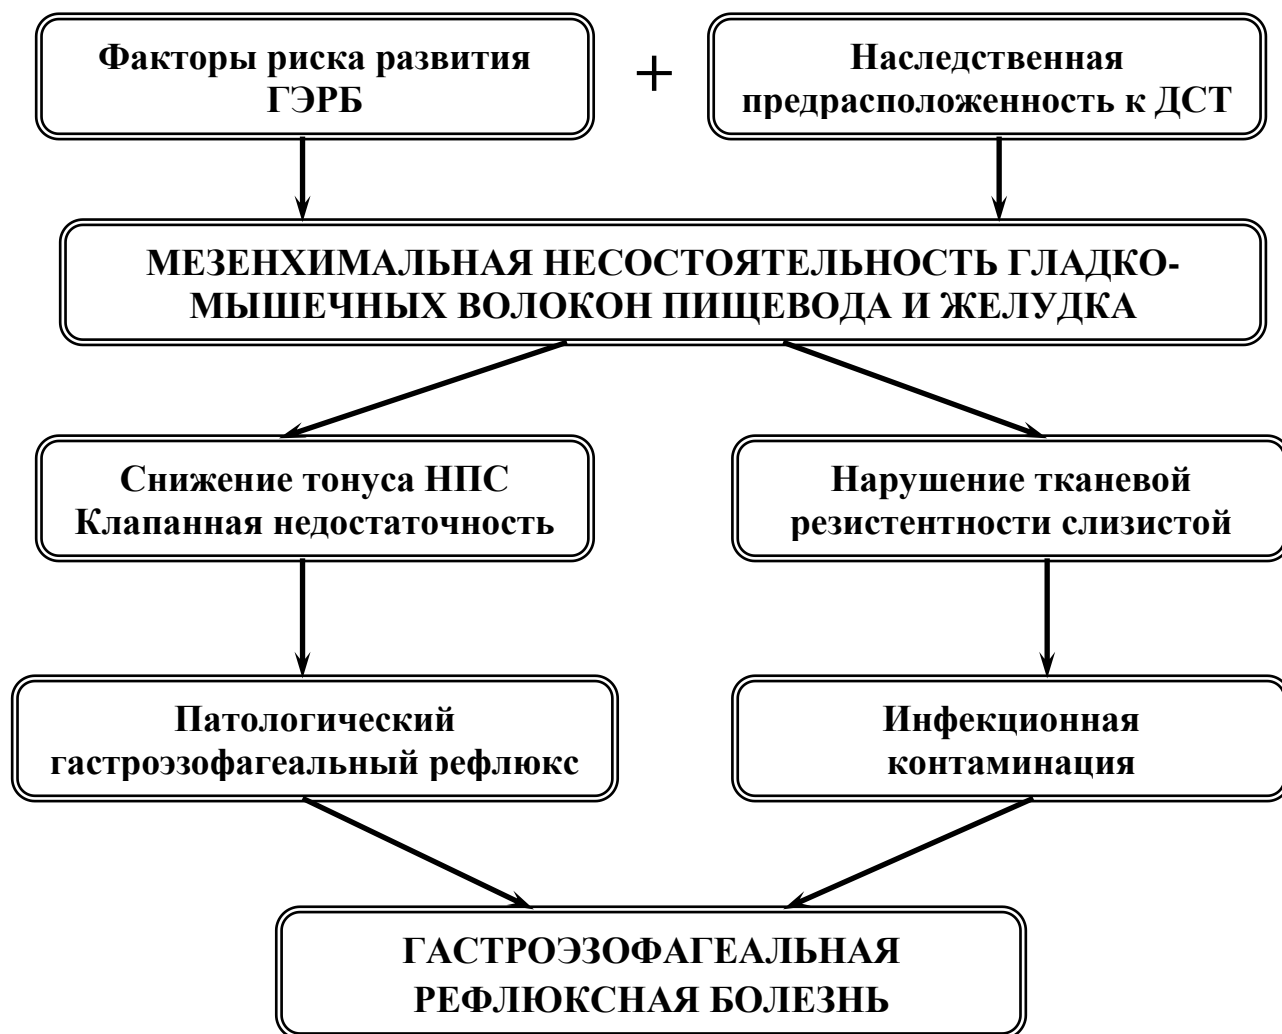 Факторы риска развития
ГЭРБ
+
Наследственная
предрасположенность к ДСТ
МЕЗЕНХИМАЛЬНАЯ НЕСОСТОЯТЕЛЬНОСТЬ ГЛАДКО-
МЫШЕЧНЫХ ВОЛОКОН ПИЩЕВОДА И ЖЕЛУДКА
Снижение тонуса НПС
Клапанная недостаточность
Нарушение тканевой
резистентности слизистой
Патологический
гастроэзофагеальный рефлюкс
Инфекционная
контаминация
ГАСТРОЭЗОФАГЕАЛЬНАЯ
РЕФЛЮКСНАЯ БОЛЕЗНЬ